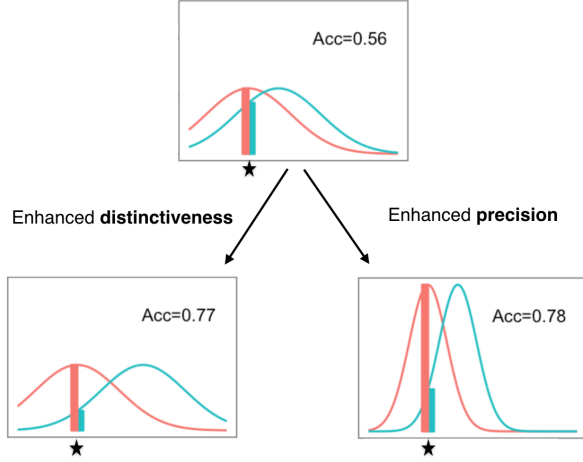 Acc=0.56
Enhanced distinctiveness
Enhanced precision
Acc=0.77
Acc=0.78